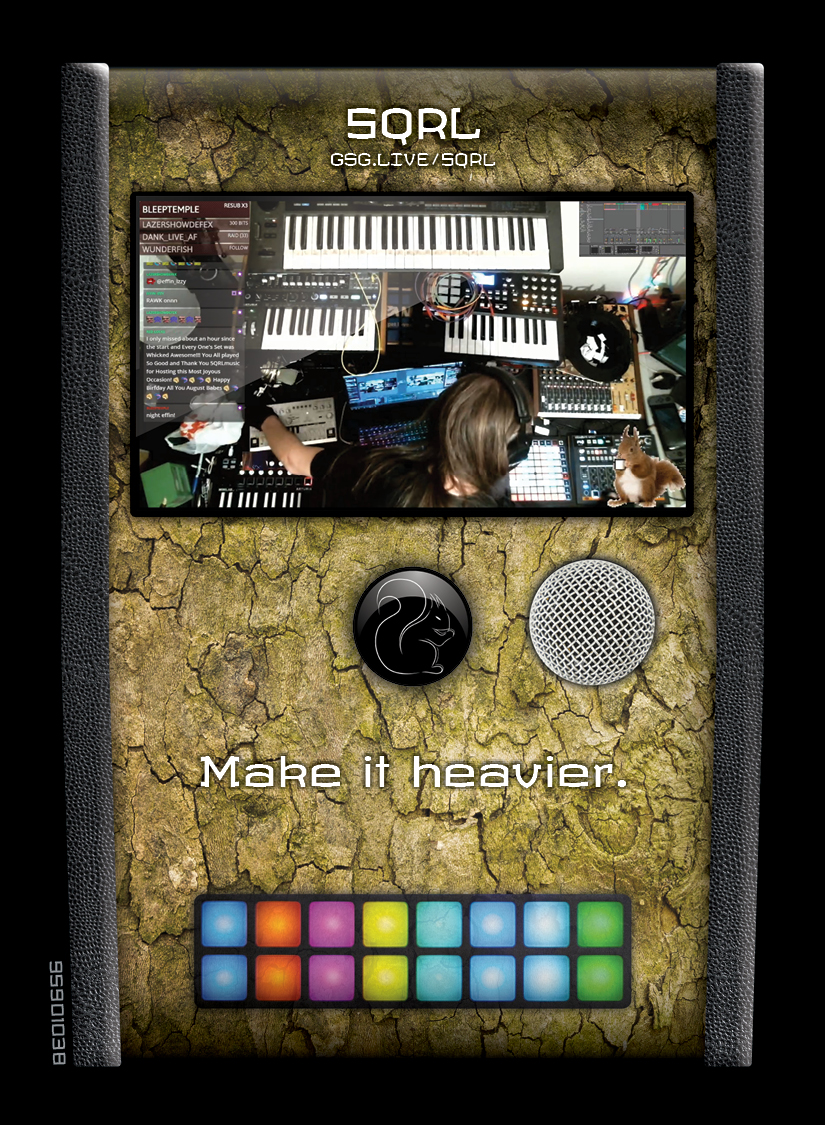 SQRL
GSG.LIVE/SQRL
BLEEPTEMPLE RESUB X3
LAZERSHOWDEFEX 300 BITS
DANK_LIVE_AF RAID (33)
WUNDERFISH FOLLOW
@effin_Izzy
RAWK onnn
I only missed about an hour since
the start and Every One's Set was
Whicked Awesome!!! You All played
So Good and Thank You SQRLmusic
for Hosting this Most Joyous
Occasion! Happy
Birfday All You August Babes
night effin!
Make it heavier.
BE010656